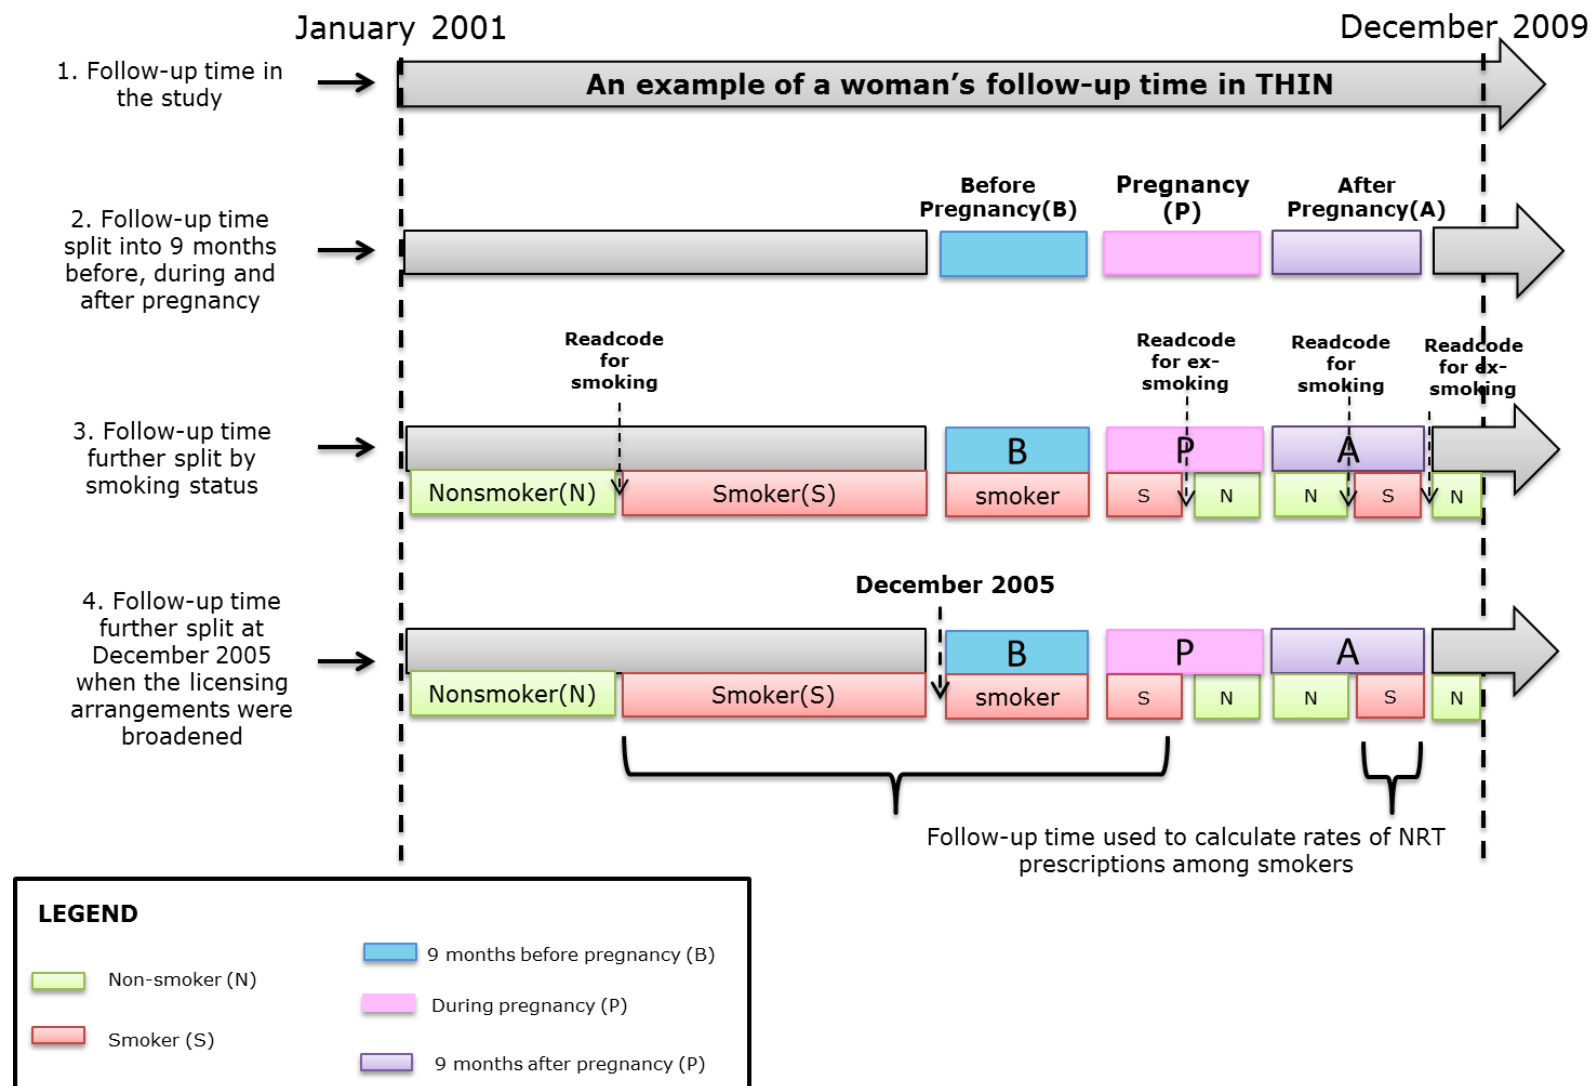 January 2001
December 2009
1. Follow-up time in
the study
An example of a woman's follow-up time in THIN
2. Follow-up time
split into 9 months
before, during and
after pregnancy
Before
Pregnancy(B)
Pregnancy
(P)
After
Pregnancy(A)
3. Follow-up time
further split by
smoking status
Readcode
for
smoking
Readcode
for ex-
smoking
Readcode
for
smoking
Readcode
for ex-
smoking
B
P
A
Nonsmoker(N)
Smoker(S)
smoker
S
N
N
S
N
4. Follow-up time
further split at
December 2005
when the licensing
arrangements were
broadened
December 2005
B
P
A
Nonsmoker(N)
Smoker(S)
smoker
S
N
N
S
N
Follow-up time used to calculate rates of NRT
prescriptions among smokers
LEGEND
Non-smoker (N)
Smoker (S)
9 months before pregnancy (B)
During pregnancy (P)
9 months after pregnancy (P)